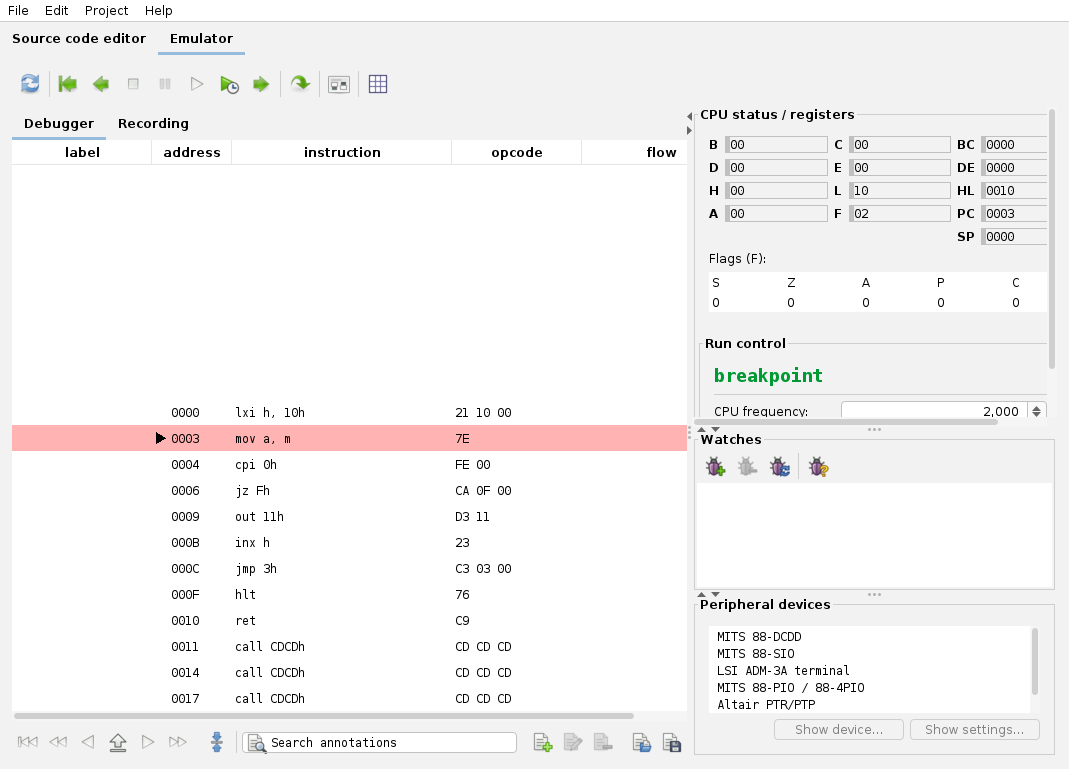 File Edit Project Help
Source code editor Emulator
Debugger Recording
label address instruction opcode flow
0000 lxi h, 10h 21 10 00
0003 mov a, m 7E
0004 cpi 0h FE 00
0006 jz Fh CA 0F 00
0009 out 11h D3 11
000B inx h 23
000C jmp 3h C3 03 00
000F hlt 76
0010 ret C9
0011 call CDCDh CD CD CD
0014 call CDCDh CD CD CD
0017 call CDCDh CD CD CD
Search annotations
CPU status / registers
B 00 C 00 BC 0000
D 00 E 00 DE 0000
H 00 L 10 HL 0010
A 00 F 02 PC 0003
SP 0000
Flags (F):
S Z A P C
0 0 0 0 0
Run control
breakpoint
CPU frequency: 2,000
Watches
Peripheral devices
MITS 88-DCDD
MITS 88-SIO
LSI ADM-3A terminal
MITS 88-PIO / 88-4PIO
Altair PTR/PTP
Show device... Show settings...